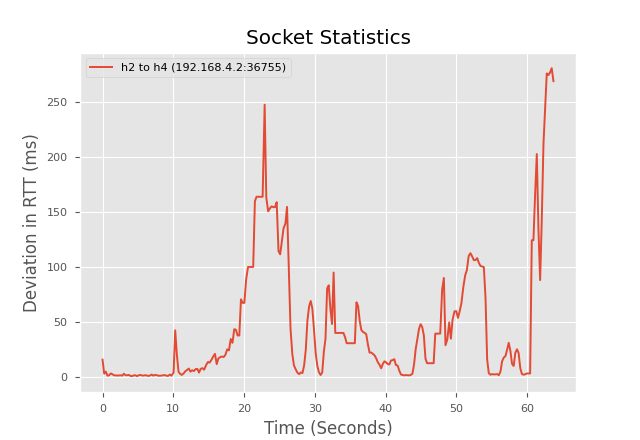 Socket Statistics
h2 to h4 (192.168.4.2:36755)
Deviation in RTT (ms)
250
200
150
100
50
0
0 10 20 30 40 50 60
Time (Seconds)